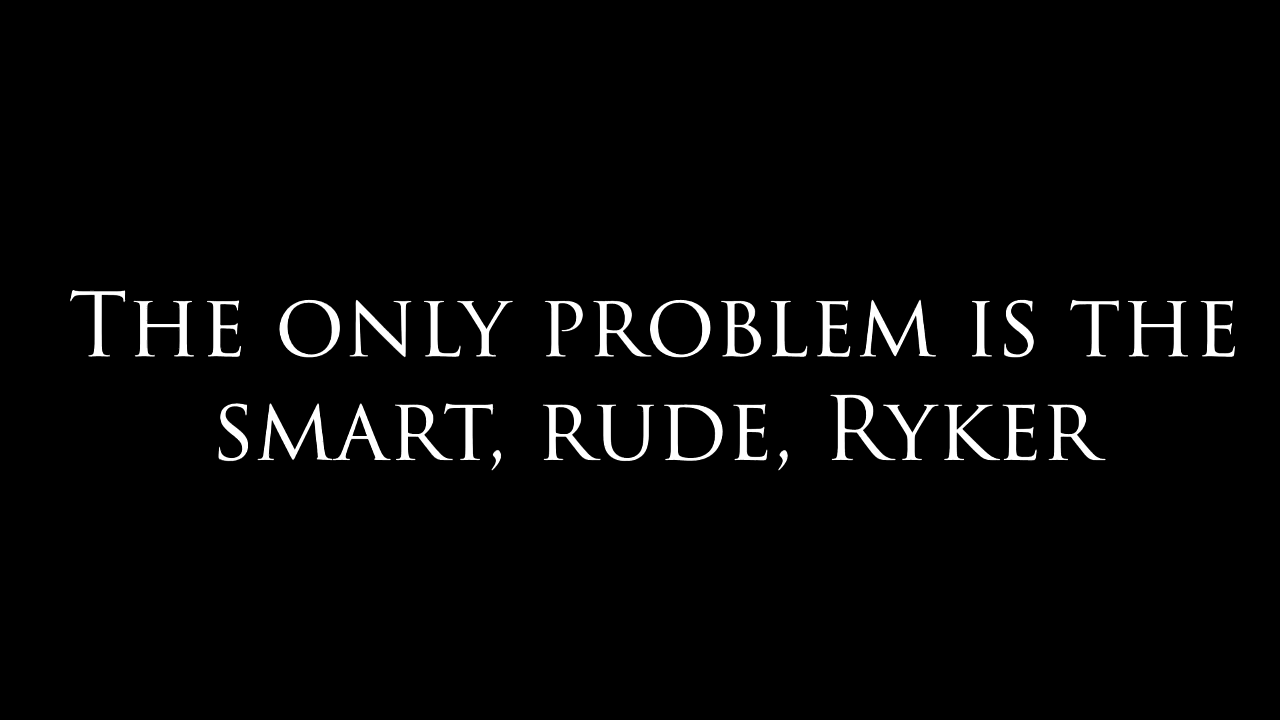 The only problem is the
smart, rude, Ryker